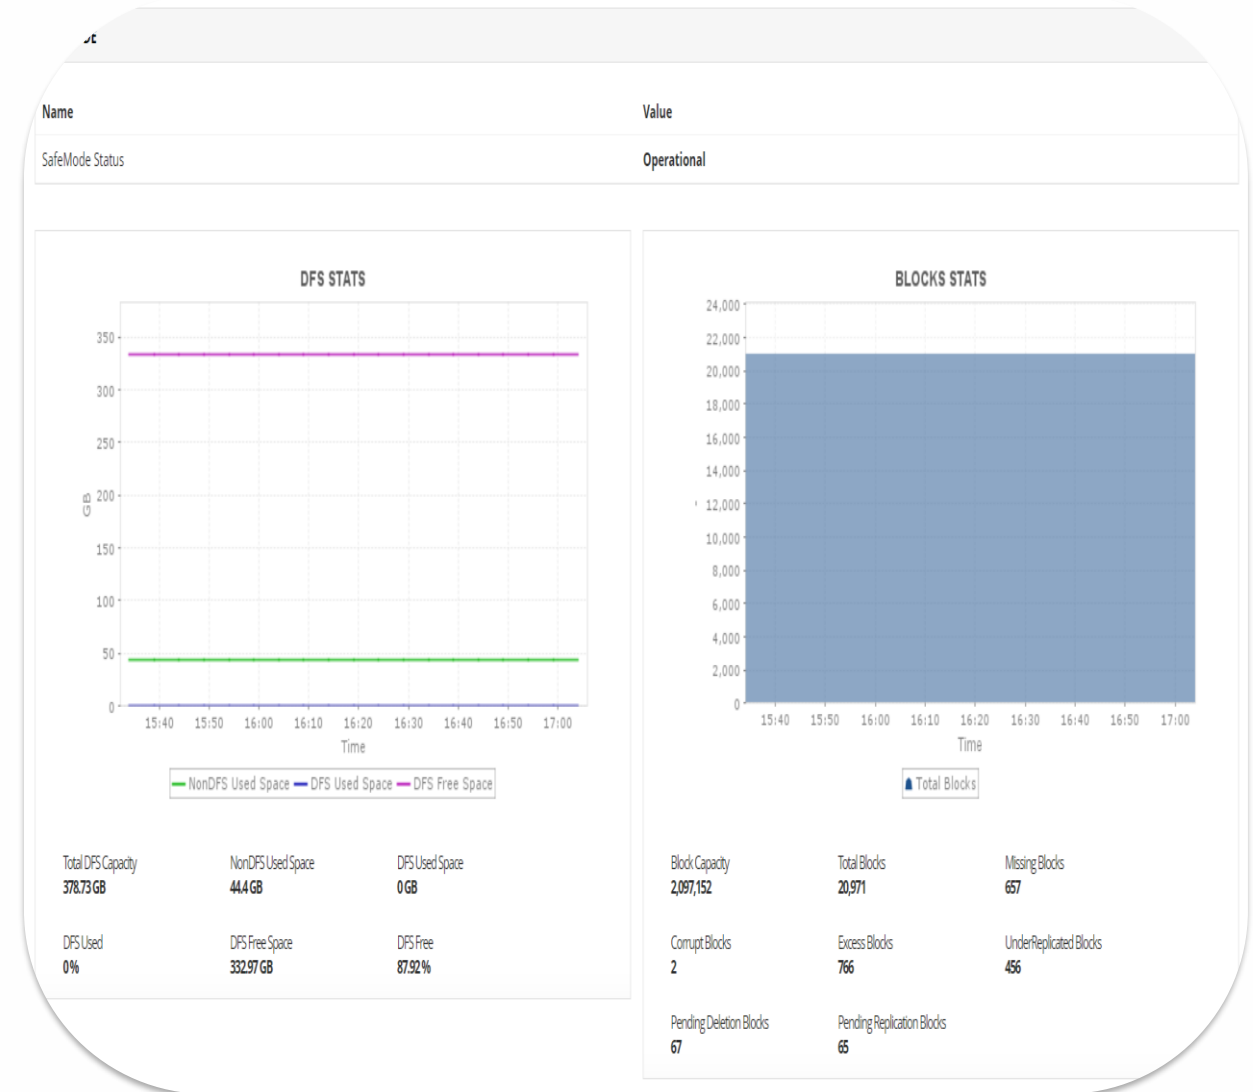 Name Value
SafeMode Status Operational
DFS STATS
350
300
250
200
150
100
50
0
GB
15:40 15:50 16:00 16:10 16:20 16:30 16:40 16:50 17:00
Time
NonDFS Used Space DFS Used Space DFS Free Space
Total DFS Capacity NonDFS Used Space DFS Used Space
378.73 GB 44.4 GB 0 GB
DFS Used DFS Free Space DFS Free
0 % 332.97 GB 87.92 %
BLOCKS STATS
24,000
22,000
20,000
18,000
16,000
14,000
12,000
10,000
8,000
6,000
4,000
2,000
0
15:40 15:50 16:00 16:10 16:20 16:30 16:40 16:50 17:00
Time
Total Blocks
Block Capacity Total Blocks Missing Blocks
2,097,152 20,971 657
Corrupt Blocks Excess Blocks UnderReplicated Blocks
2 766 456
Pending Deletion Blocks Pending Replication Blocks
67 65